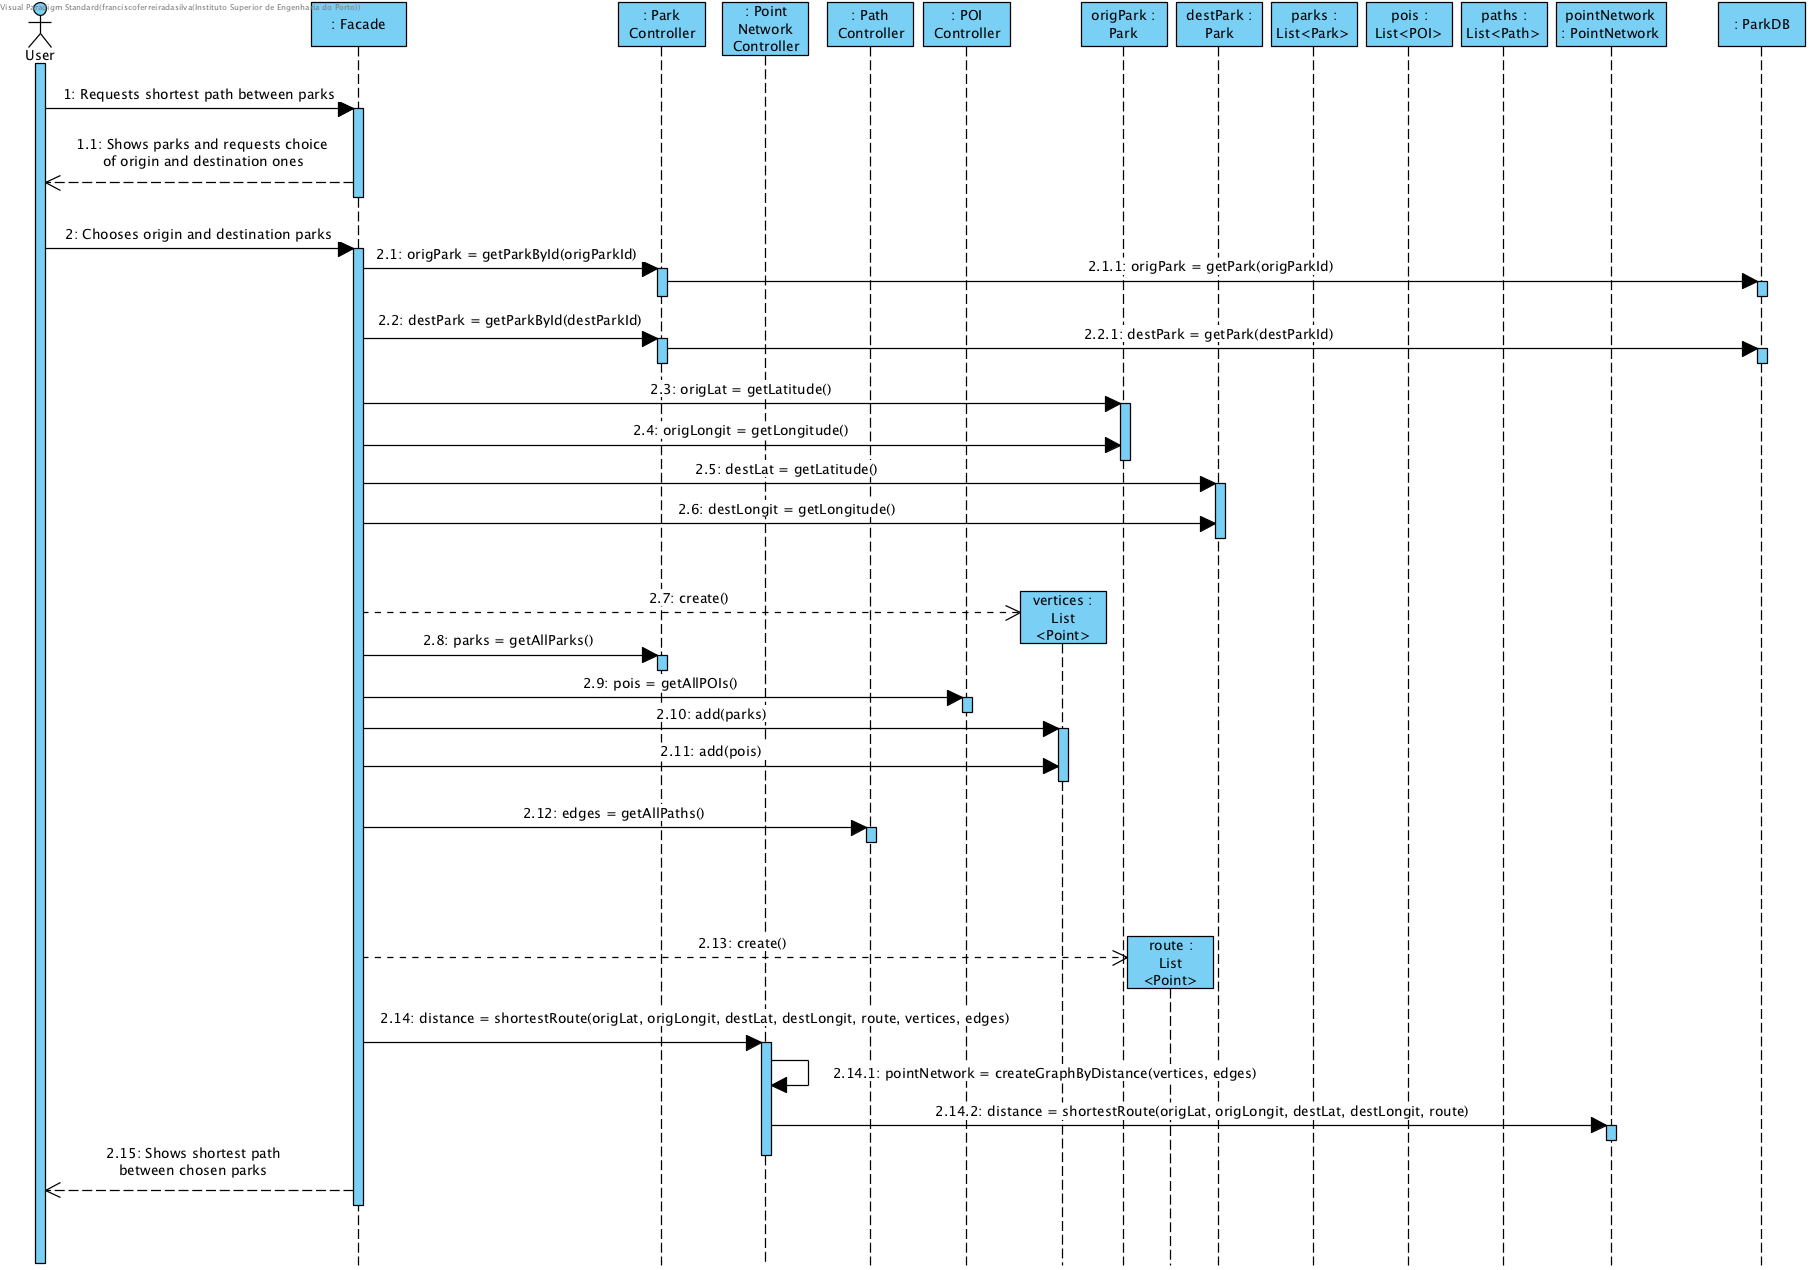 Visual Paradigm Standard(franciscoferreiradasilva(Instituto Superior de Engenharia do Porto))
User
: Facade
: Park
Controller
: Point
Network
Controller
: Path
Controller
: POI
Controller
origPark :
Park
destPark :
Park
parks :
List<Park>
pois :
List<POI>
paths :
List<Path>
pointNetwork
: PointNetwork
: ParkDB
1: Requests shortest path between parks
1.1: Shows parks and requests choice
of origin and destination ones
2: Chooses origin and destination parks
2.1: origPark = getParkById(origParkId)
2.1.1: origPark = getPark(origParkId)
2.2: destPark = getParkById(destParkId)
2.2.1: destPark = getPark(destParkId)
2.3: origLat = getLatitude()
2.4: origLongit = getLongitude()
2.5: destLat = getLatitude()
2.6: destLongit = getLongitude()
2.7: create()
vertices :
List
<Point>
2.8: parks = getAllParks()
2.9: pois = getAllPOIs()
2.10: add(parks)
2.11: add(pois)
2.12: edges = getAllPaths()
2.13: create()
route :
List
<Point>
2.14: distance = shortestRoute(origLat, origLongit, destLat, destLongit, route, vertices, edges)
2.14.1: pointNetwork = createGraphByDistance(vertices, edges)
2.14.2: distance = shortestRoute(origLat, origLongit, destLat, destLongit, route)
2.15: Shows shortest path
between chosen parks